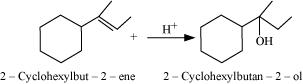 + H⁺
OH
2 – Cyclohexylbut – 2 – ene 2 – Cyclohexylbutan – 2 – ol